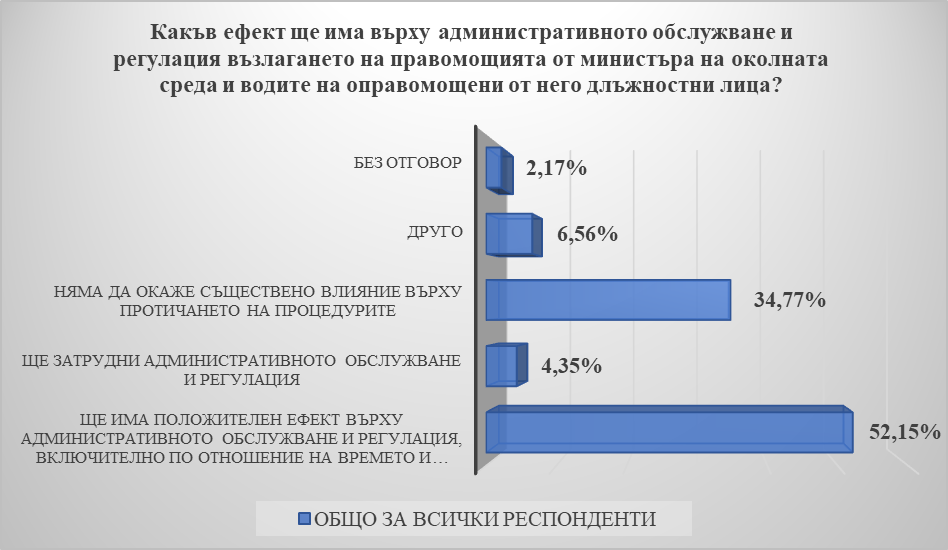 Какъв ефект ще има върху административното обслужване и
регулация възлагането на правомощията от министъра на околната
среда и водите на оправомощени от него длъжностни лица?
БЕЗ ОТГОВОР
2,17%
ДРУГО
6,56%
НЯМА ДА ОКАЖЕ СЪЩЕСТВЕНО ВЛИЯНИЕ ВЪРХУ
ПРОТИЧАНЕТО НА ПРОЦЕДУРИТЕ
34,77%
ЩЕ ЗАТРУДНИ АДМИНИСТРАТИВНОТО ОБСЛУЖВАНЕ
И РЕГУЛАЦИЯ
4,35%
ЩЕ ИМА ПОЛОЖИТЕЛЕН ЕФЕКТ ВЪРХУ
АДМИНИСТРАТИВНОТО ОБСЛУЖВАНЕ И РЕГУЛАЦИЯ,
ВКЛЮЧИТЕЛНО ПО ОТНОШЕНИЕ НА ВРЕМЕТО И…
52,15%
ОБЩО ЗА ВСИЧКИ РЕСПОНДЕНТИ